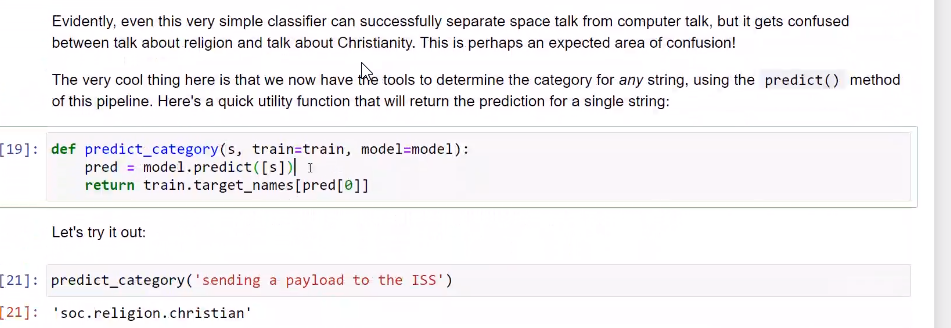 Evidently, even this very simple classifier can successfully separate space talk from computer talk, but it gets confused
between talk about religion and talk about Christianity. This is perhaps an expected area of confusion!
The very cool thing here is that we now have the tools to determine the category for any string, using the predict() method
of this pipeline. Here's a quick utility function that will return the prediction for a single string:
[19]: def predict_category(s, train=train, model=model):
    pred = model.predict([s])
    return train.target_names[pred[0]]
Let's try it out:
[21]: predict_category('sending a payload to the ISS')
[21]: 'soc.religion.christian'